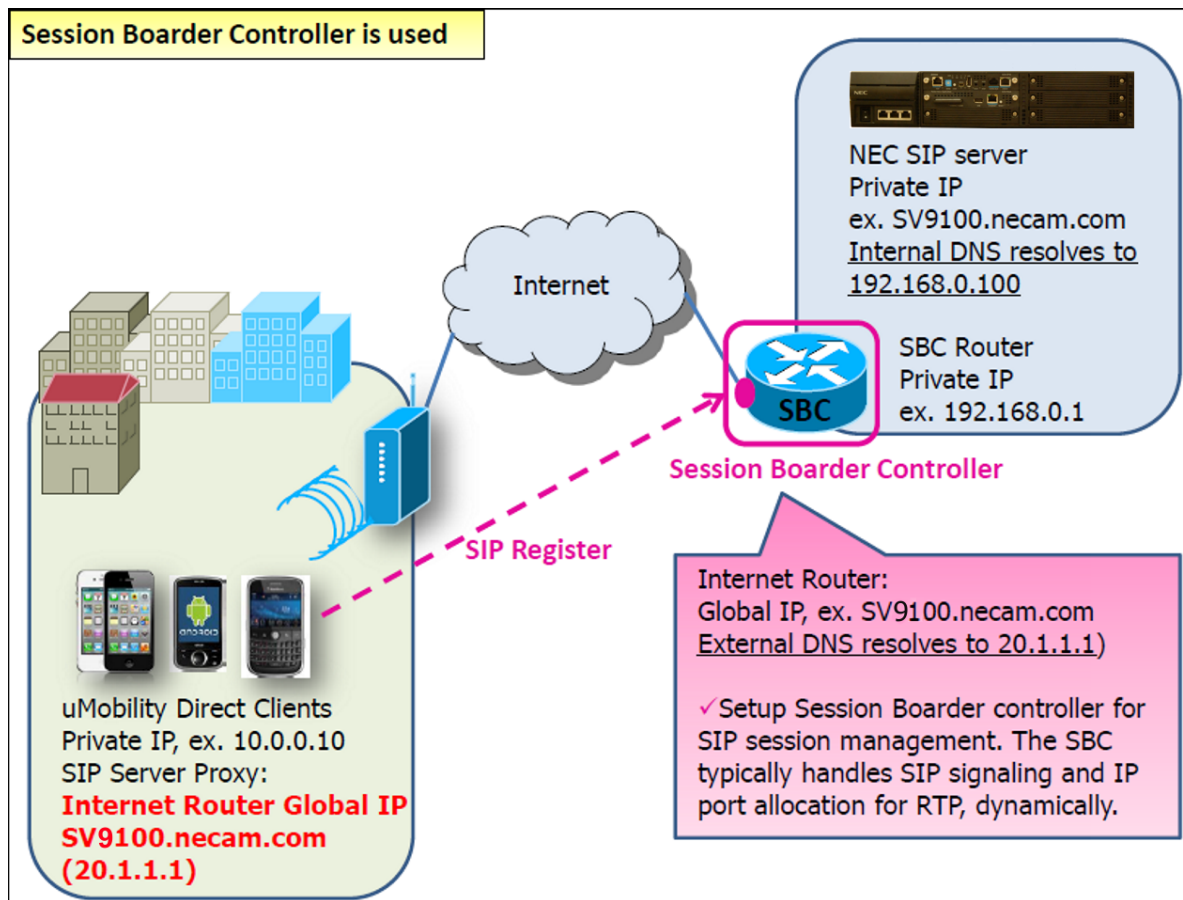 Session Boarder Controller is used
NEC
NEC SIP server
Private IP
ex. SV9100.necam.com
Internal DNS resolves to
192.168.0.100
Internet
SBC
SBC Router
Private IP
ex. 192.168.0.1
Session Boarder Controller
SIP Register
Internet Router:
Global IP, ex. SV9100.necam.com
External DNS resolves to 20.1.1.1)
✓Setup Session Boarder controller for
SIP session management. The SBC
typically handles SIP signaling and IP
port allocation for RTP, dynamically.
ANDROID
uMobility Direct Clients
Private IP, ex. 10.0.0.10
SIP Server Proxy:
Internet Router Global IP
SV9100.necam.com
(20.1.1.1)